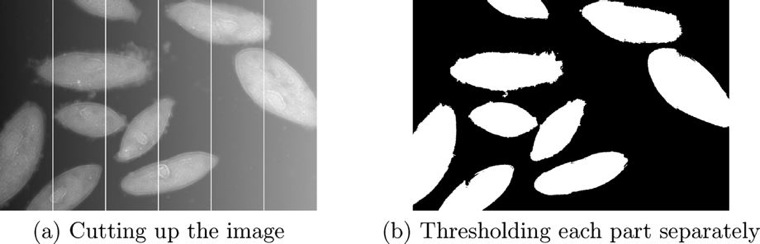 (a) Cutting up the image
(b) Thresholding each part separately